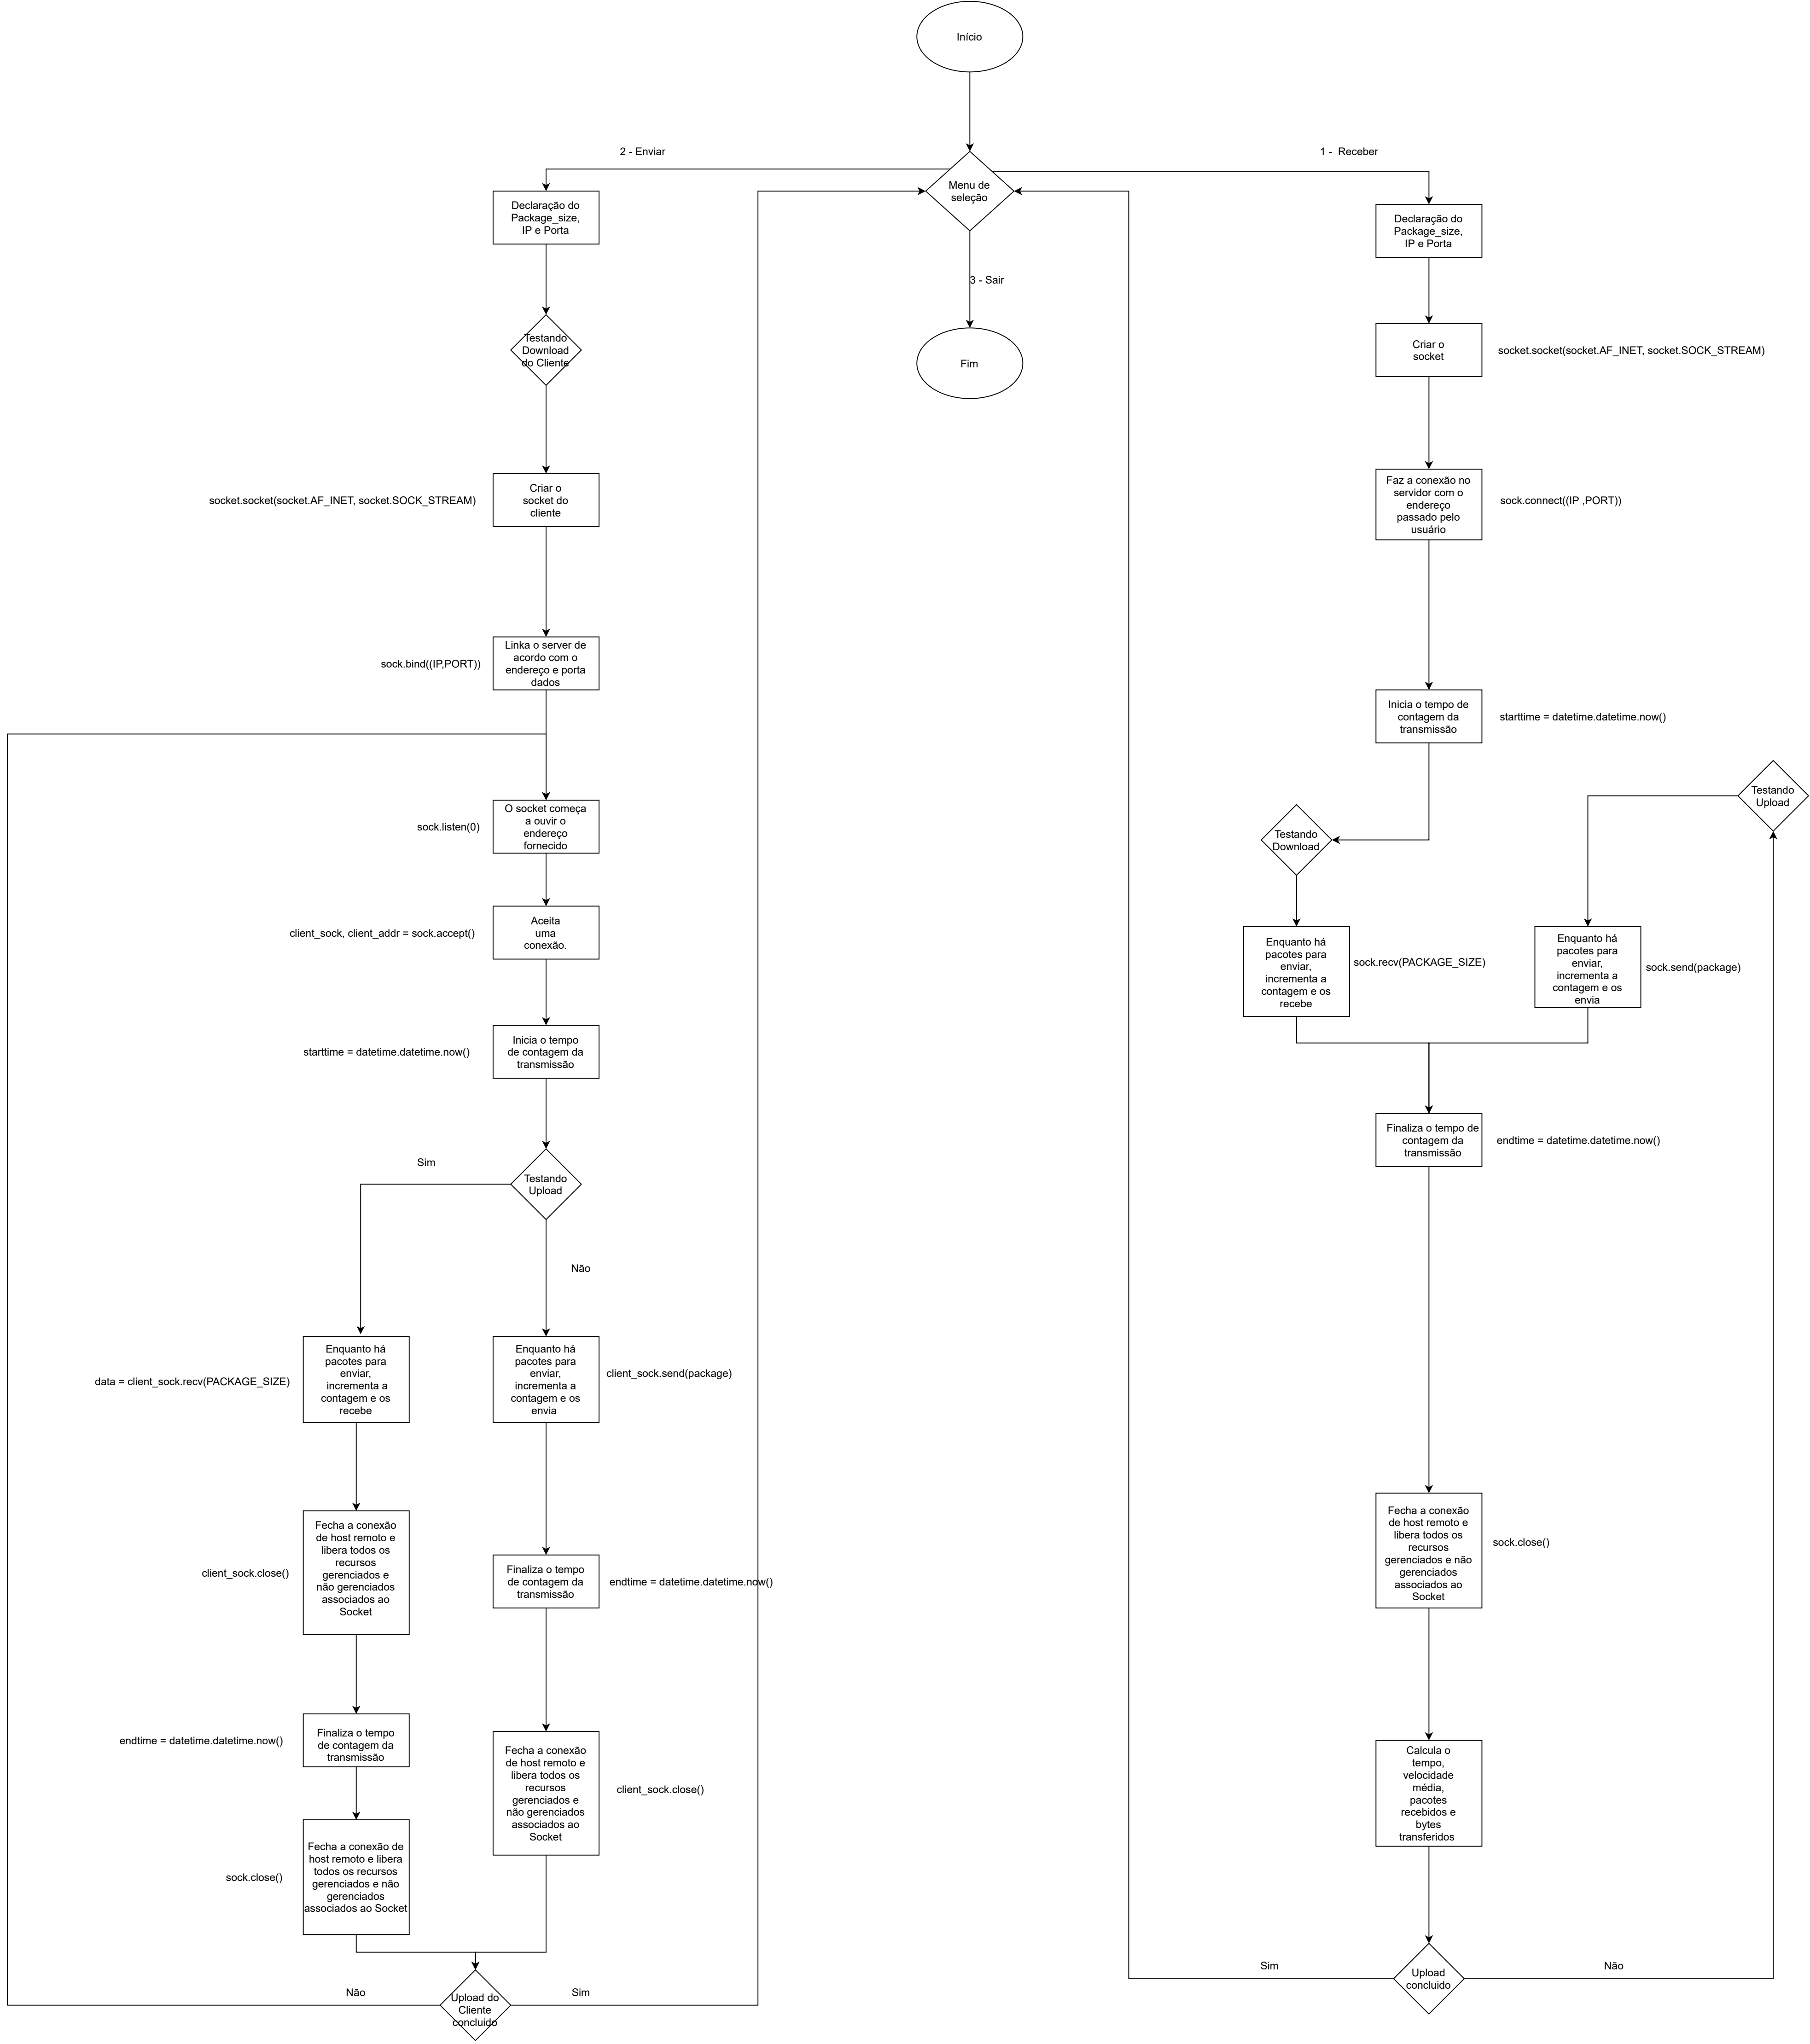 Início
2 - Enviar
1 -  Receber
Menu de
seleção
Declaração do
Package_size,
IP e Porta
Declaração do
Package_size,
IP e Porta
3 - Sair
Testando
Download
do Cliente
Fim
Criar o
socket
socket.socket(socket.AF_INET, socket.SOCK_STREAM)
socket.socket(socket.AF_INET, socket.SOCK_STREAM)
Criar o
socket do
cliente
Faz a conexão no
servidor com o
endereço
passado pelo
usuário
sock.connect((IP ,PORT))
sock.bind((IP,PORT))
Linka o server de
acordo com o
endereço e porta
dados
Inicia o tempo de
contagem da
transmissão
starttime = datetime.datetime.now()
Testando
Upload
sock.listen(0)
O socket começa
a ouvir o
endereço
fornecido
Testando
Download
client_sock, client_addr = sock.accept()
Aceita
uma
conexão.
Enquanto há
pacotes para
enviar,
incrementa a
contagem e os
recebe
sock.recv(PACKAGE_SIZE)
Enquanto há
pacotes para
enviar,
incrementa a
contagem e os
envia
sock.send(package)
starttime = datetime.datetime.now()
Inicia o tempo
de contagem da
transmissão
Finaliza o tempo de
contagem da
transmissão
endtime = datetime.datetime.now()
Sim
Testando
Upload
Não
data = client_sock.recv(PACKAGE_SIZE)
Enquanto há
pacotes para
enviar,
incrementa a
contagem e os
recebe
Enquanto há
pacotes para
enviar,
incrementa a
contagem e os
envia
client_sock.send(package)
client_sock.close()
Fecha a conexão
de host remoto e
libera todos os
recursos
gerenciados e
não gerenciados
associados ao
Socket
Finaliza o tempo
de contagem da
transmissão
endtime = datetime.datetime.now()
Fecha a conexão
de host remoto e
libera todos os
recursos
gerenciados e não
gerenciados
associados ao
Socket
sock.close()
endtime = datetime.datetime.now()
Finaliza o tempo
de contagem da
transmissão
Fecha a conexão
de host remoto e
libera todos os
recursos
gerenciados e
não gerenciados
associados ao
Socket
client_sock.close()
Calcula o
tempo,
velocidade
média,
pacotes
recebidos e
bytes
transferidos
sock.close()
Fecha a conexão de
host remoto e libera
todos os recursos
gerenciados e não
gerenciados
associados ao Socket
Sim
Upload
concluido
Não
Não
Upload do
Cliente
concluido
Sim